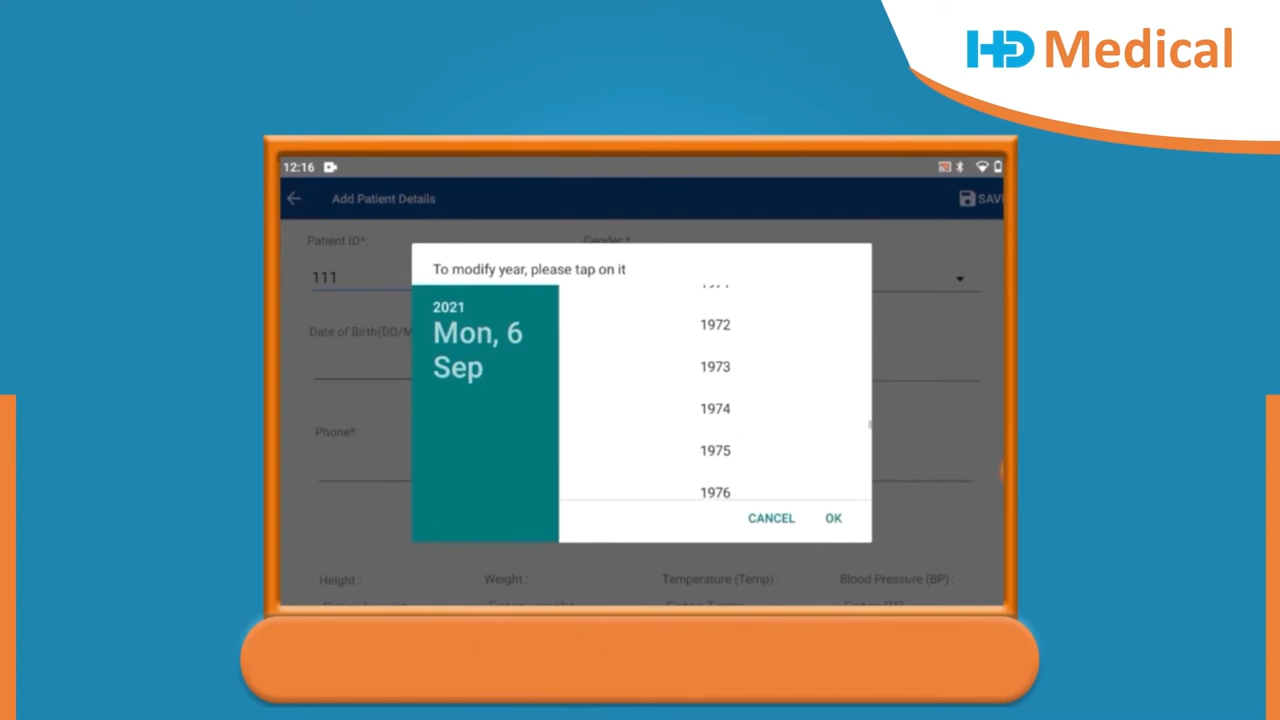 HD Medical
12:16
Add Patient Details
SAV
Patient ID*:
Gender *:
111
To modify year, please tap on it
2021
Mon, 6
Sep
1972
1973
1974
1975
1976
Date of Birth(DD/M
Phone*
CANCEL
OK
Height :
Weight :
Temperature (Temp) :
Blood Pressure (BP) :